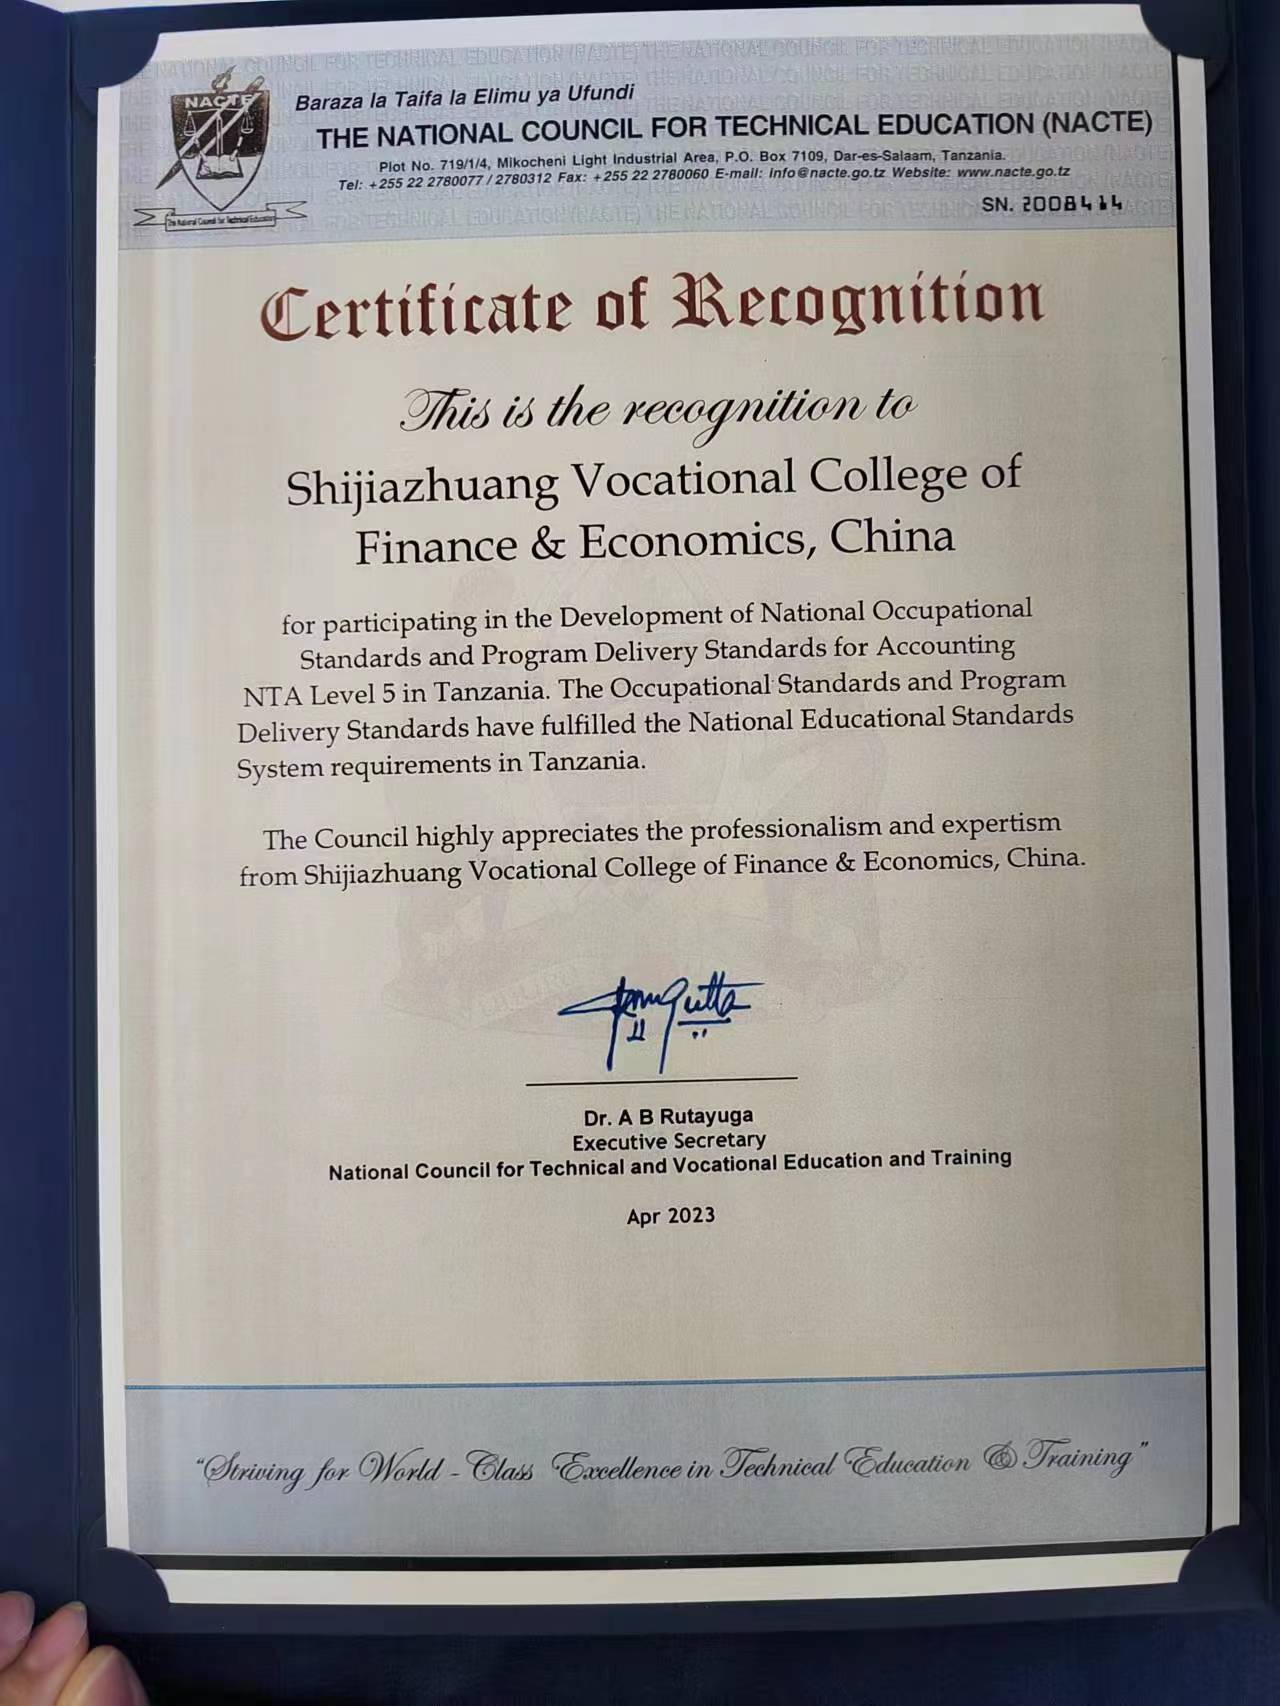 NACTE
The National Council for Technical Education
Baraza la Taifa la Elimu ya Ufundi
THE NATIONAL COUNCIL FOR TECHNICAL EDUCATION (NACTE)
Plot No. 719/1/4, Mikocheni Light Industrial Area, P.O. Box 7109, Dar-es-Salaam, Tanzania.
Tel: +255 22 2780077 / 2780312 Fax: +255 22 2780060 E-mail: info@nacte.go.tz Website: www.nacte.go.tz
SN. 2008414
Certificate of Recognition
This is the recognition to
Shijiazhuang Vocational College of
Finance & Economics, China
for participating in the Development of National Occupational
Standards and Program Delivery Standards for Accounting
NTA Level 5 in Tanzania. The Occupational Standards and Program
Delivery Standards have fulfilled the National Educational Standards
System requirements in Tanzania.
The Council highly appreciates the professionalism and expertism
from Shijiazhuang Vocational College of Finance & Economics, China.
Dr. A B Rutayuga
Executive Secretary
National Council for Technical and Vocational Education and Training
Apr 2023
"Striving for World - Class Excellence in Technical Education & Training"